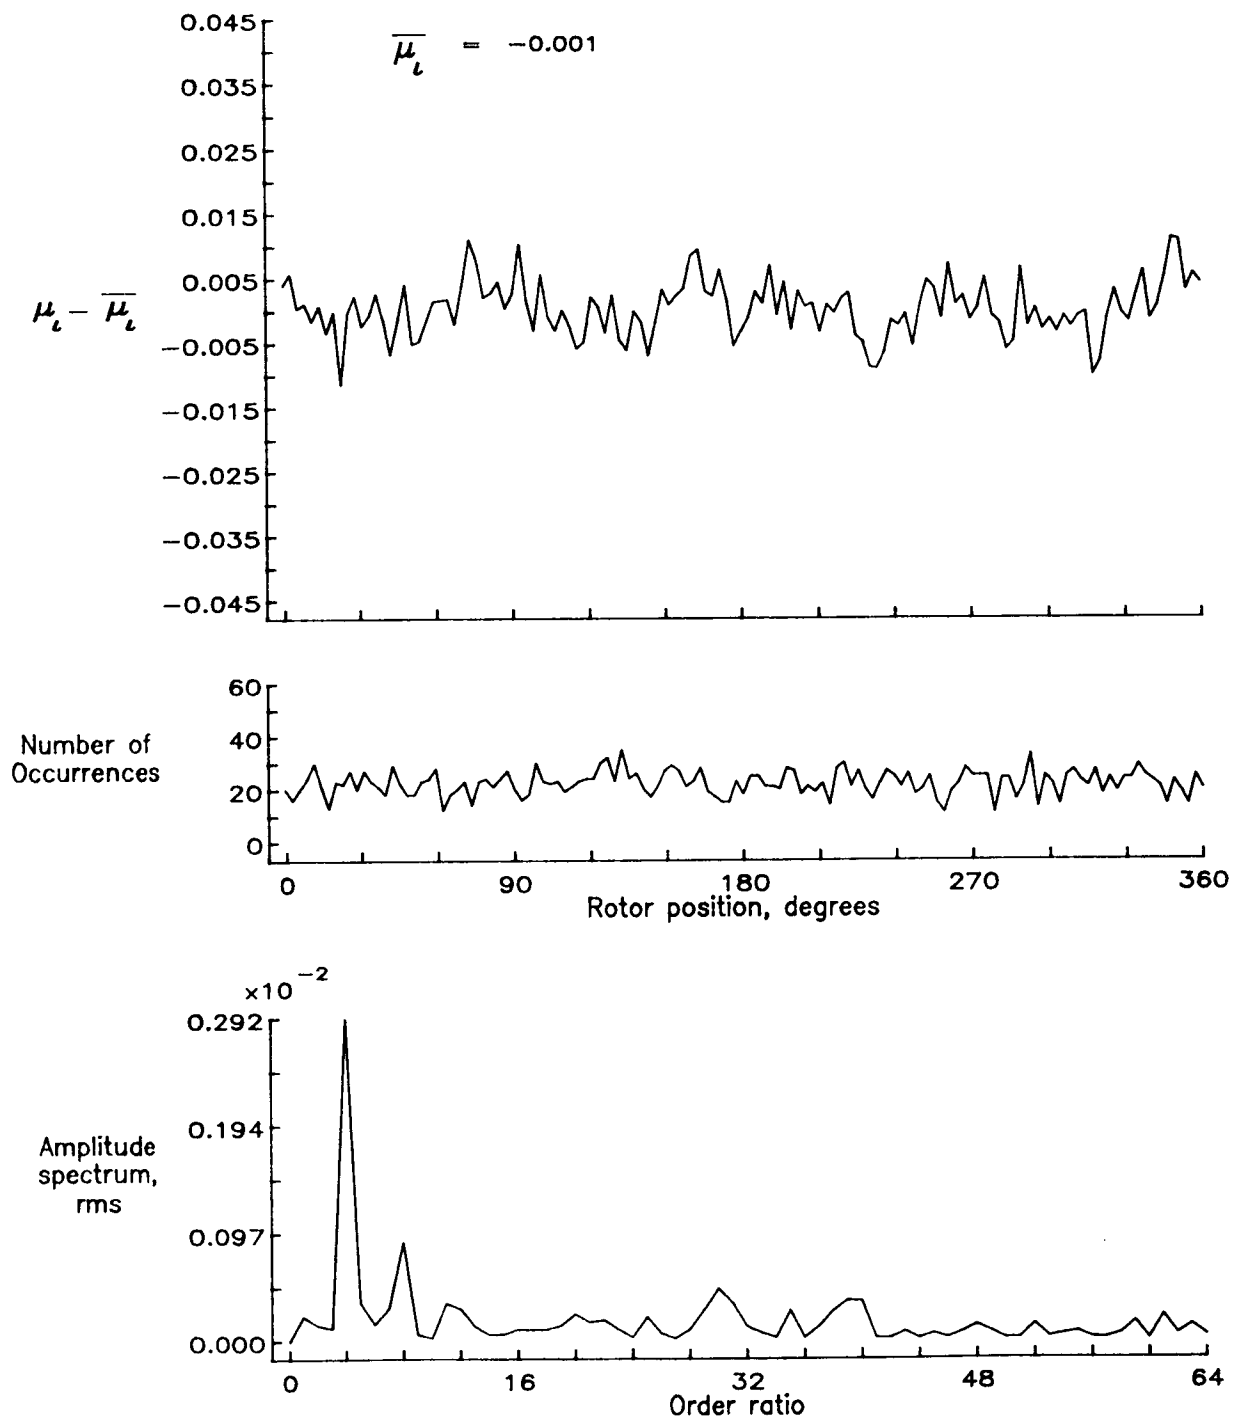 0.045
μι = -0.001
0.035
0.025
0.015
0.005
μι - μι
-0.005
-0.015
-0.025
-0.035
-0.045
60
Number of
40
Occurrences
20
0
0 90 180 270 360
Rotor position, degrees
×10 -2
0.292
0.194
Amplitude
spectrum,
rms
0.097
0.000
0 16 32 48 64
Order ratio